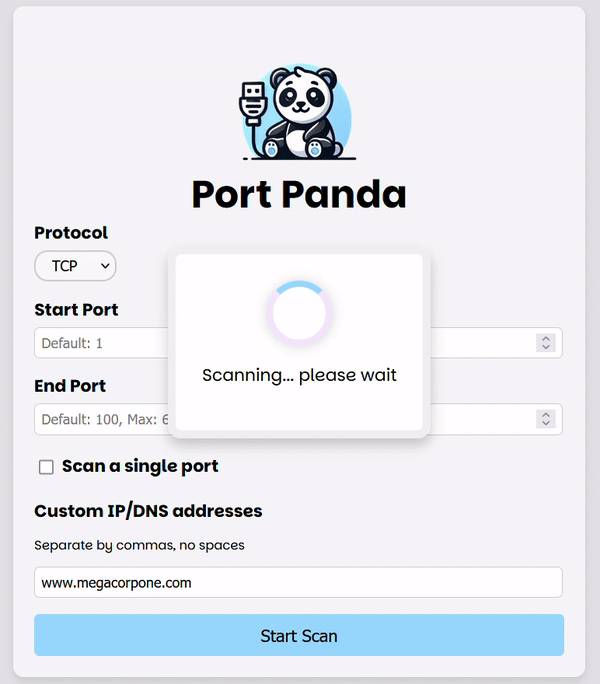 Port Panda
Protocol
TCP
Start Port
Default: 1
Scanning... please wait
End Port
Default: 100, Max: 6
Scan a single port
Custom IP/DNS addresses
Separate by commas, no spaces
www.megacorpone.com
Start Scan